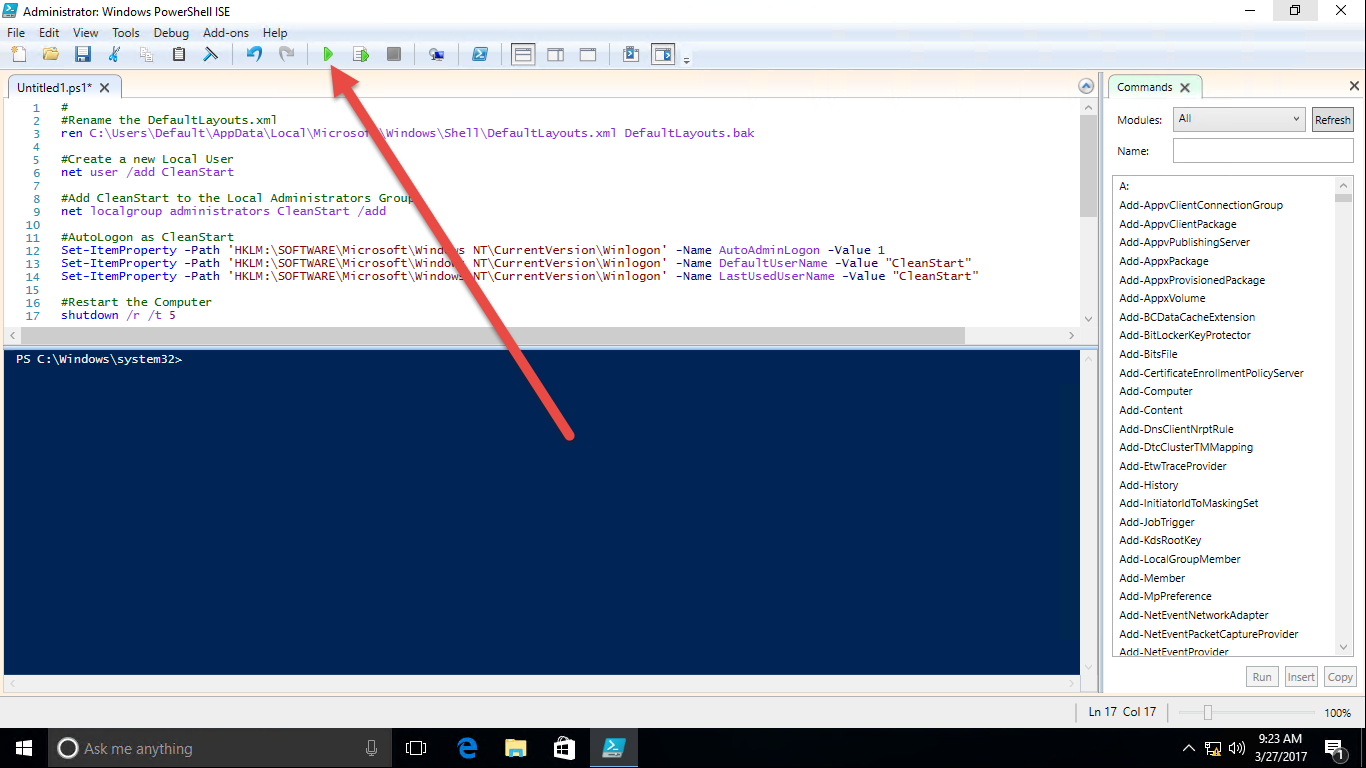 Administrator: Windows PowerShell ISE
File Edit View Tools Debug Add-ons Help
Untitled1.ps1*
1 #
2 #Rename the DefaultLayouts.xml
3 ren C:\Users\Default\AppData\Local\Microsoft\Windows\Shell\DefaultLayouts.xml DefaultLayouts.bak
4
5 #Create a new Local User
6 net user /add CleanStart
7
8 #Add CleanStart to the Local Administrators Group
9 net localgroup administrators CleanStart /add
10
11 #AutoLogon as CleanStart
12 Set-ItemProperty -Path 'HKLM:\SOFTWARE\Microsoft\Windows NT\CurrentVersion\Winlogon' -Name AutoAdminLogon -Value 1
13 Set-ItemProperty -Path 'HKLM:\SOFTWARE\Microsoft\Windows NT\CurrentVersion\Winlogon' -Name DefaultUserName -Value "CleanStart"
14 Set-ItemProperty -Path 'HKLM:\SOFTWARE\Microsoft\Windows NT\CurrentVersion\Winlogon' -Name LastUsedUserName -Value "CleanStart"
15
16 #Restart the Computer
17 shutdown /r /t 5
PS C:\Windows\system32>
Commands
Modules: All Refresh
Name:
A:
Add-AppvClientConnectionGroup
Add-AppvClientPackage
Add-AppvPublishingServer
Add-AppxPackage
Add-AppxProvisionedPackage
Add-AppxVolume
Add-BCDataCacheExtension
Add-BitLockerKeyProtector
Add-BitsFile
Add-CertificateEnrollmentPolicyServer
Add-Computer
Add-Content
Add-DnsClientNrptRule
Add-DtcClusterTMMapping
Add-EtwTraceProvider
Add-History
Add-InitiatorIdToMaskingSet
Add-JobTrigger
Add-KdsRootKey
Add-LocalGroupMember
Add-Member
Add-MpPreference
Add-NetEventNetworkAdapter
Add-NetEventPacketCaptureProvider
Add-NetEventProvider
Run Insert Copy
Ln 17 Col 17 100%
Ask me anything
9:23 AM
3/27/2017
1